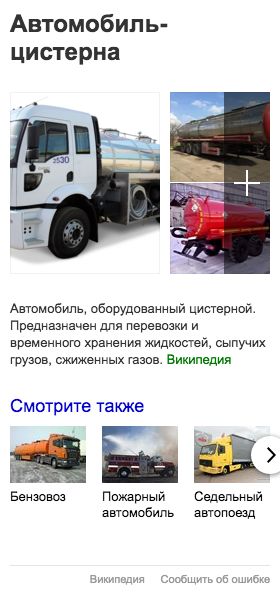 Автомобиль-
цистерна
2530
Автомобиль, оборудованный цистерной.
Предназначен для перевозки и
временного хранения жидкостей, сыпучих
грузов, сжиженных газов. Википедия
Смотрите также
Бензовоз
Пожарный
автомобиль
Седельный
автопоезд
Википедия Сообщить об ошибке